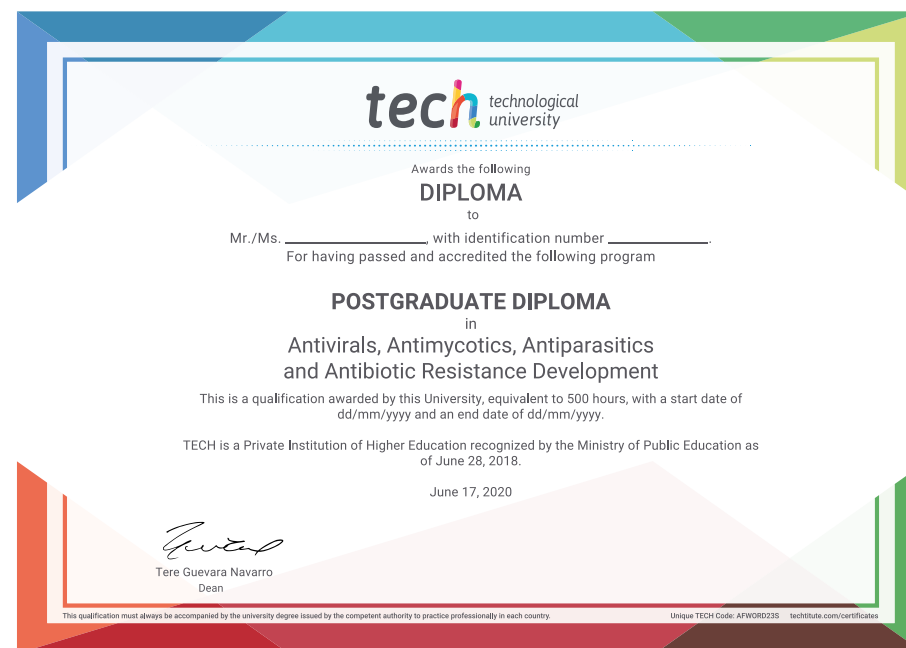 tech technological
university
Awards the following
DIPLOMA
to
Mr./Ms. ____________, with identification number ____________.
For having passed and accredited the following program
POSTGRADUATE DIPLOMA
in
Antivirals, Antimycotics, Antiparasitics
and Antibiotic Resistance Development
This is a qualification awarded by this University, equivalent to 500 hours, with a start date of
dd/mm/yyyy and an end date of dd/mm/yyyy.
TECH is a Private Institution of Higher Education recognized by the Ministry of Public Education as
of June 28, 2018.
June 17, 2020
Tere Guevara Navarro
Dean
This qualification must always be accompanied by the university degree issued by the competent authority to practice professionally in each country. Unique TECH Code: AFWORD23S techtitute.com/certificates